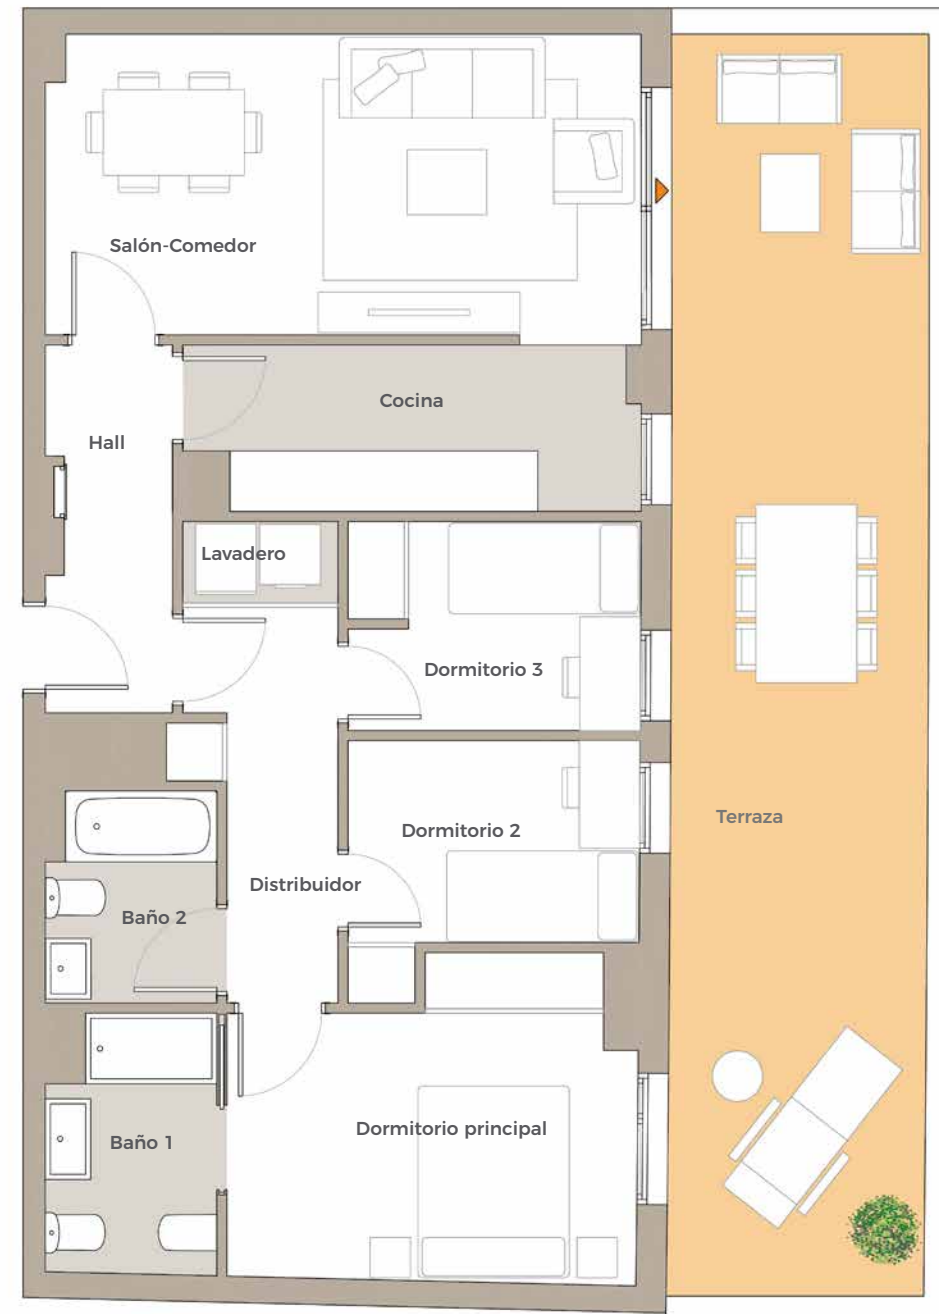 Salón-Comedor
Cocina
Hall
Lavadero
Dormitorio 3
Terraza
Dormitorio 2
Distribuidor
Baño 2
Dormitorio principal
Baño 1